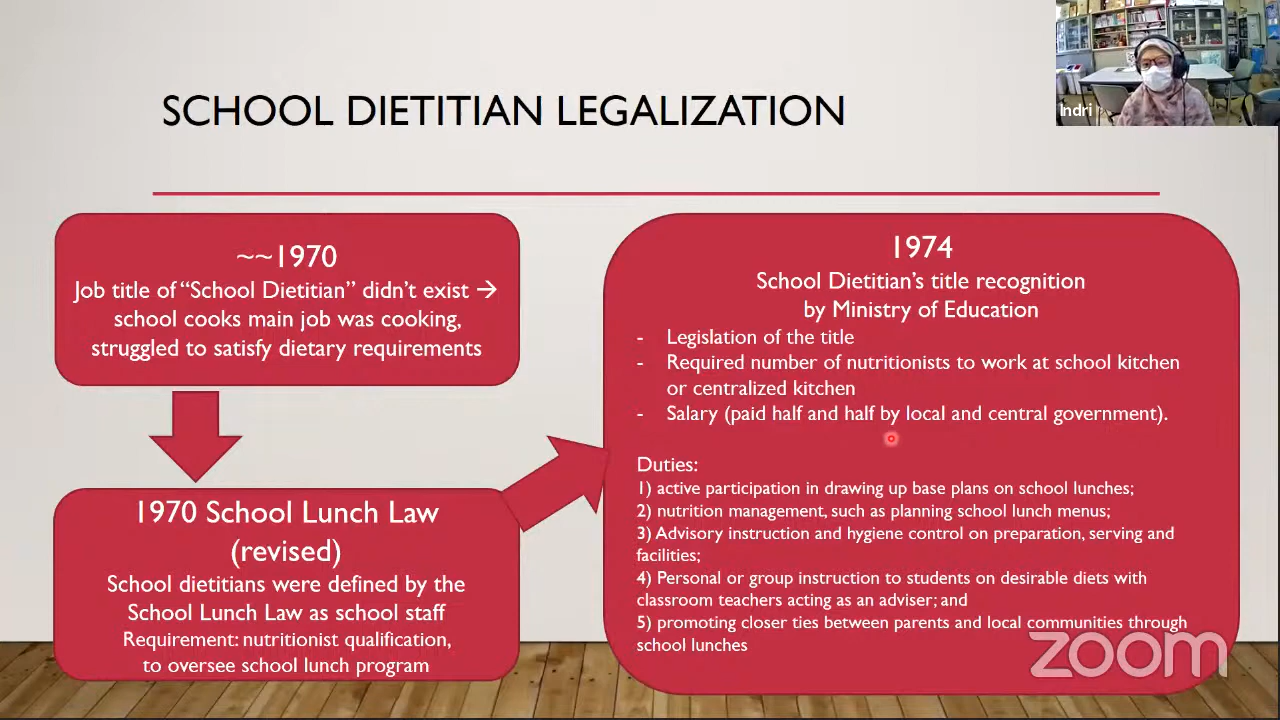 SCHOOL DIETITIAN LEGALIZATION
Indri
~~1970
Job title of “School Dietitian” didn’t exist →
school cooks main job was cooking,
struggled to satisfy dietary requirements
1970 School Lunch Law
(revised)
School dietitians were defined by the
School Lunch Law as school staff
Requirement: nutritionist qualification,
to oversee school lunch program
1974
School Dietitian’s title recognition
by Ministry of Education
- Legislation of the title
- Required number of nutritionists to work at school kitchen
or centralized kitchen
- Salary (paid half and half by local and central government).
Duties:
1) active participation in drawing up base plans on school lunches;
2) nutrition management, such as planning school lunch menus;
3) Advisory instruction and hygiene control on preparation, serving and
facilities;
4) Personal or group instruction to students on desirable diets with
classroom teachers acting as an adviser; and
5) promoting closer ties between parents and local communities through
school lunches
zoom